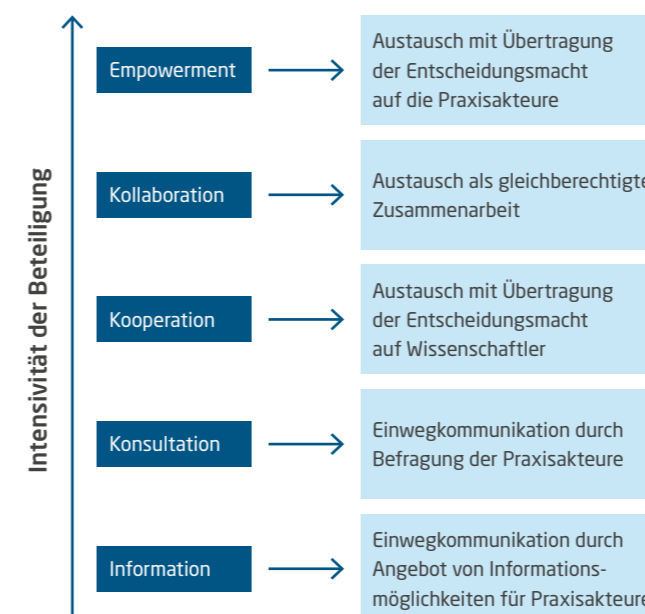 Intensivität der Beteiligung
Empowerment
Austausch mit Übertragung
der Entscheidungsmacht
auf die Praxisakteure
Kollaboration
Austausch als gleichberechtigte
Zusammenarbeit
Kooperation
Austausch mit Übertragung
der Entscheidungsmacht
auf Wissenschaftler
Konsultation
Einwegkommunikation durch
Befragung der Praxisakteure
Information
Einwegkommunikation durch
Angebot von Informations-
möglichkeiten für Praxisakteure